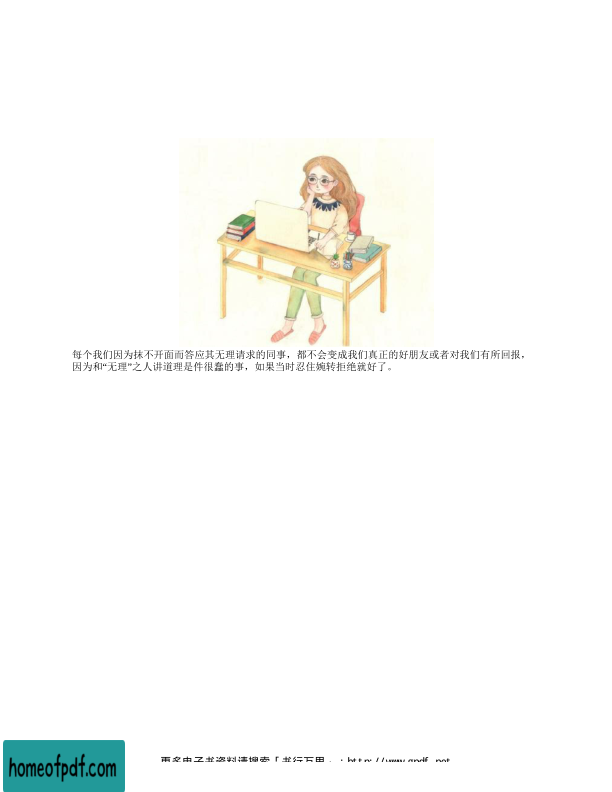 每个我们因为抹不开面而答应其无理请求的同事，都不会变成我们真正的好朋友或者对我们有所回报，
因为和“无理”之人讲道理是件很蠢的事，如果当时忍住婉转拒绝就好了。
更多电子书资料请搜索「书行万里」：http://www.gpdf.net
homeofpdf.com